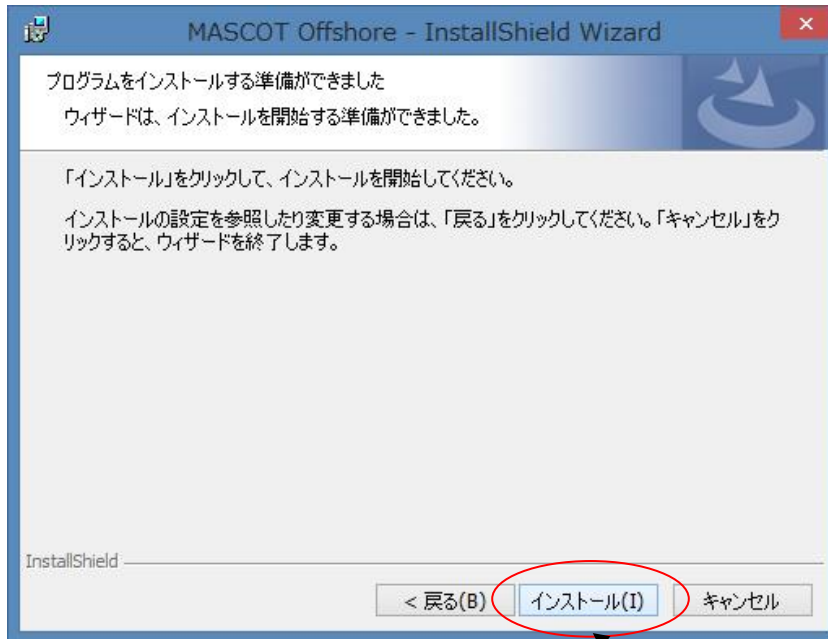 MASCOT Offshore - InstallShield Wizard
プログラムをインストールする準備ができました
ウィザードは、インストールを開始する準備ができました。
「インストール」をクリックして、インストールを開始してください。
インストールの設定を参照したり変更する場合は、「戻る」をクリックしてください。「キャンセル」をク
リックすると、ウィザードを終了します。
InstallShield
< 戻る(B)
インストール(I)
キャンセル